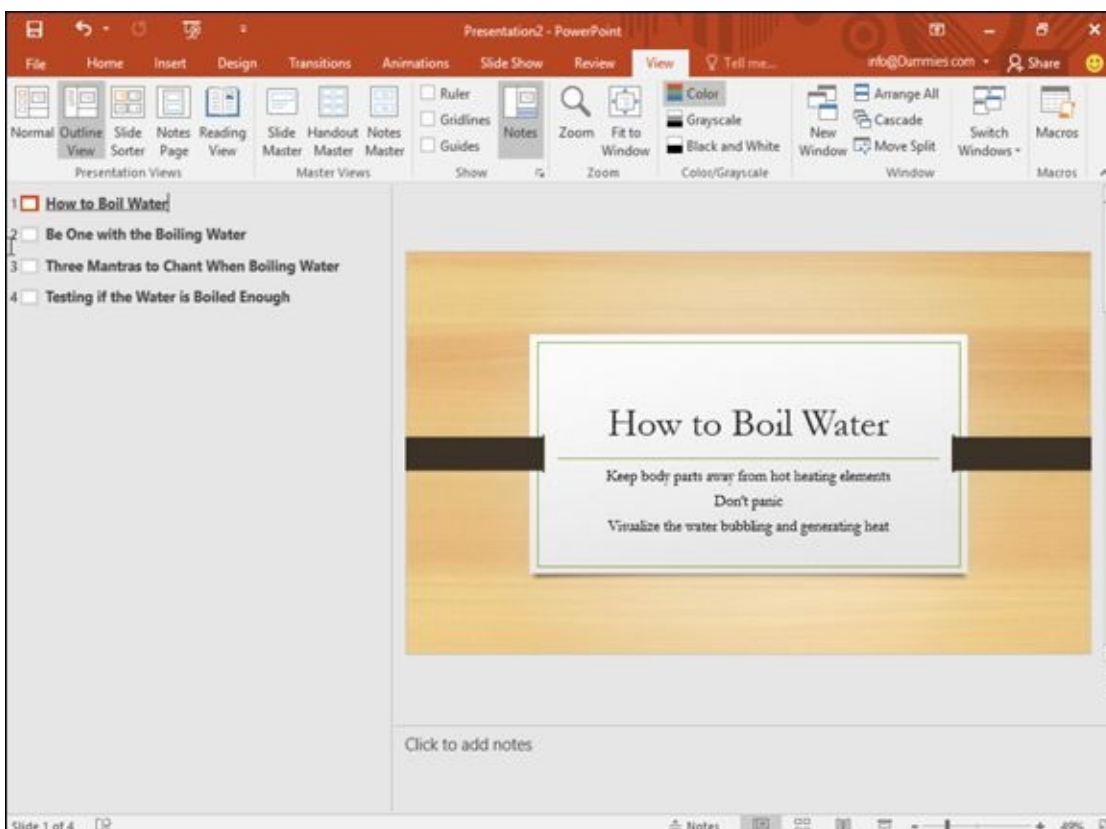 Presentation2 - PowerPoint
File Home Insert Design Transitions Animations Slide Show Review View Tell me... info@Dummies.com Share
Normal Outline View Slide Sorter Notes Page Reading View
Presentation Views
Slide Master Handout Master Notes Master
Master Views
Ruler
Gridlines
Guides
Notes
Show
Zoom Fit to Window
Zoom
Color
Grayscale
Black and White
Color/Grayscale
New Window
Arrange All
Cascade
Move Split
Switch Windows
Window
Macros
Macros
1 How to Boil Water
2 Be One with the Boiling Water
3 Three Mantras to Chant When Boiling Water
4 Testing if the Water is Boiled Enough
How to Boil Water
Keep body parts away from hot heating elements
Don't panic
Visualize the water bubbling and generating heat
Click to add notes
Slide 1 of 4 Notes 49%